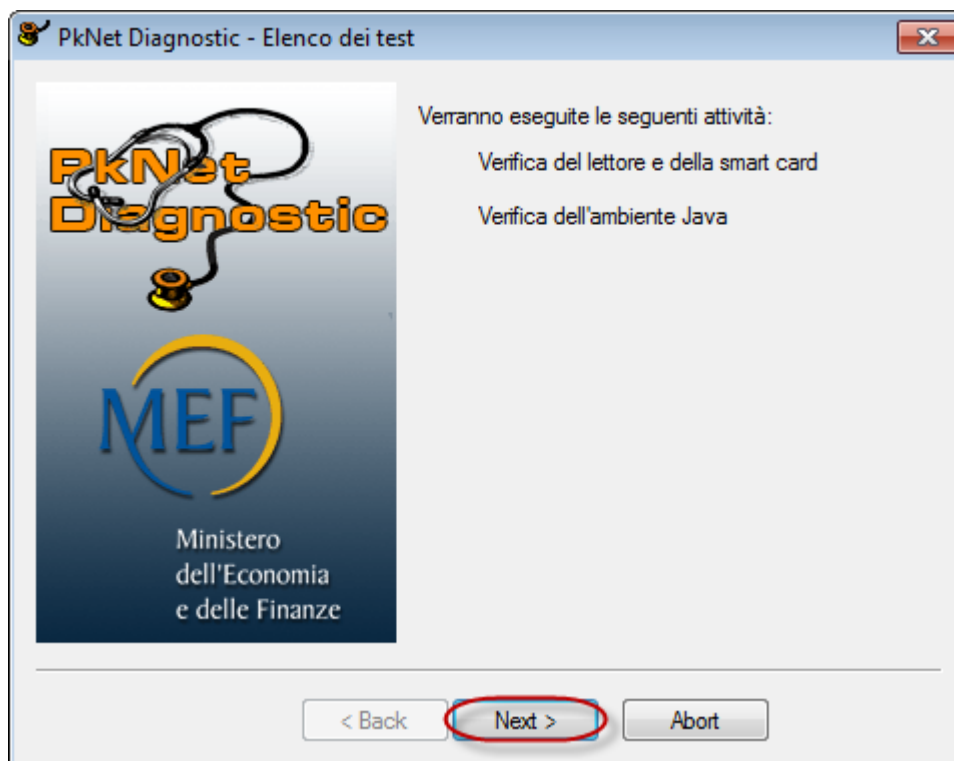 PkNet Diagnostic - Elenco dei test
PkNet
Diagnostic
MEF
Ministero
dell'Economia
e delle Finanze
Verranno eseguite le seguenti attività:
Verifica del lettore e della smart card
Verifica dell'ambiente Java
< Back
Next >
Abort